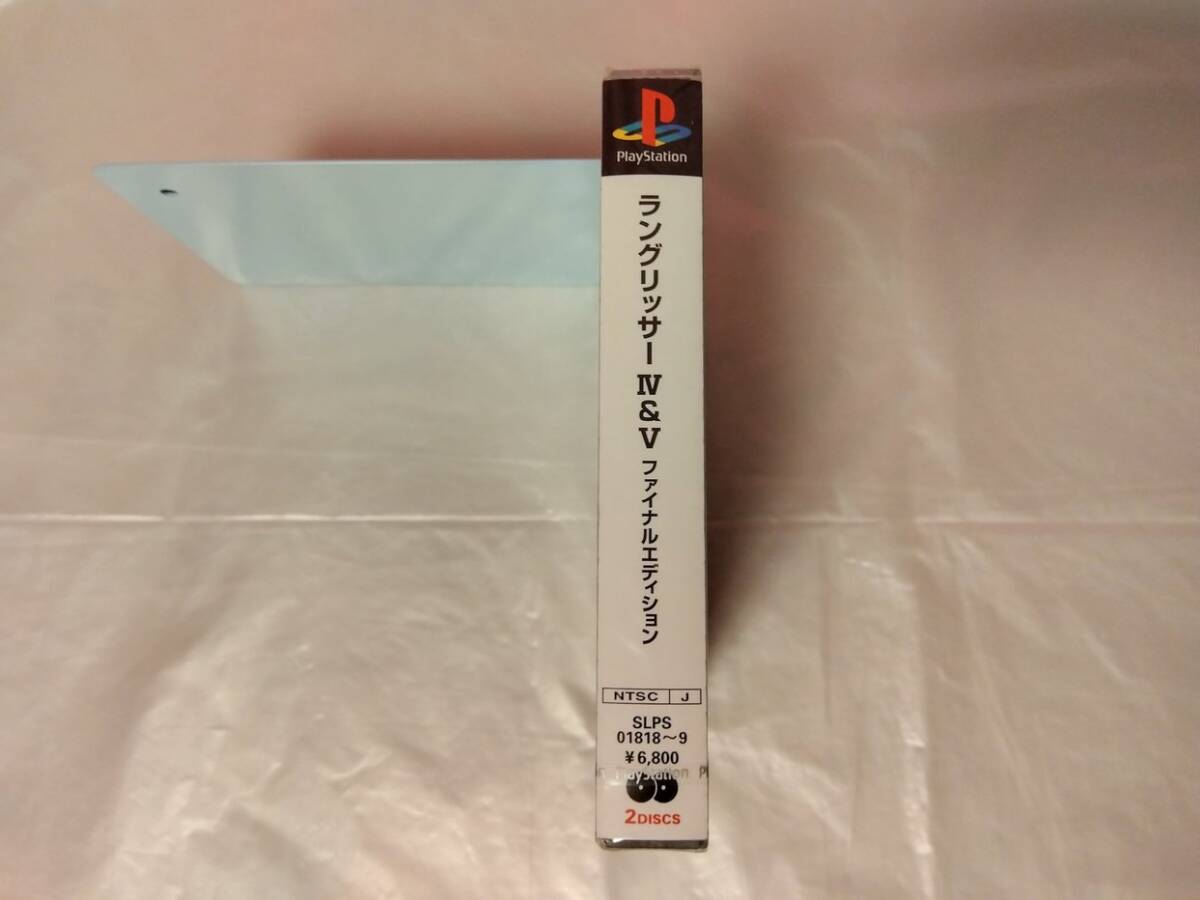 PlayStation
ラングリッサー Ⅳ&Ⅴ ファイナルエディション
NTSC J
SLPS
01818～9
¥6,800
PlayStation
2DISCS